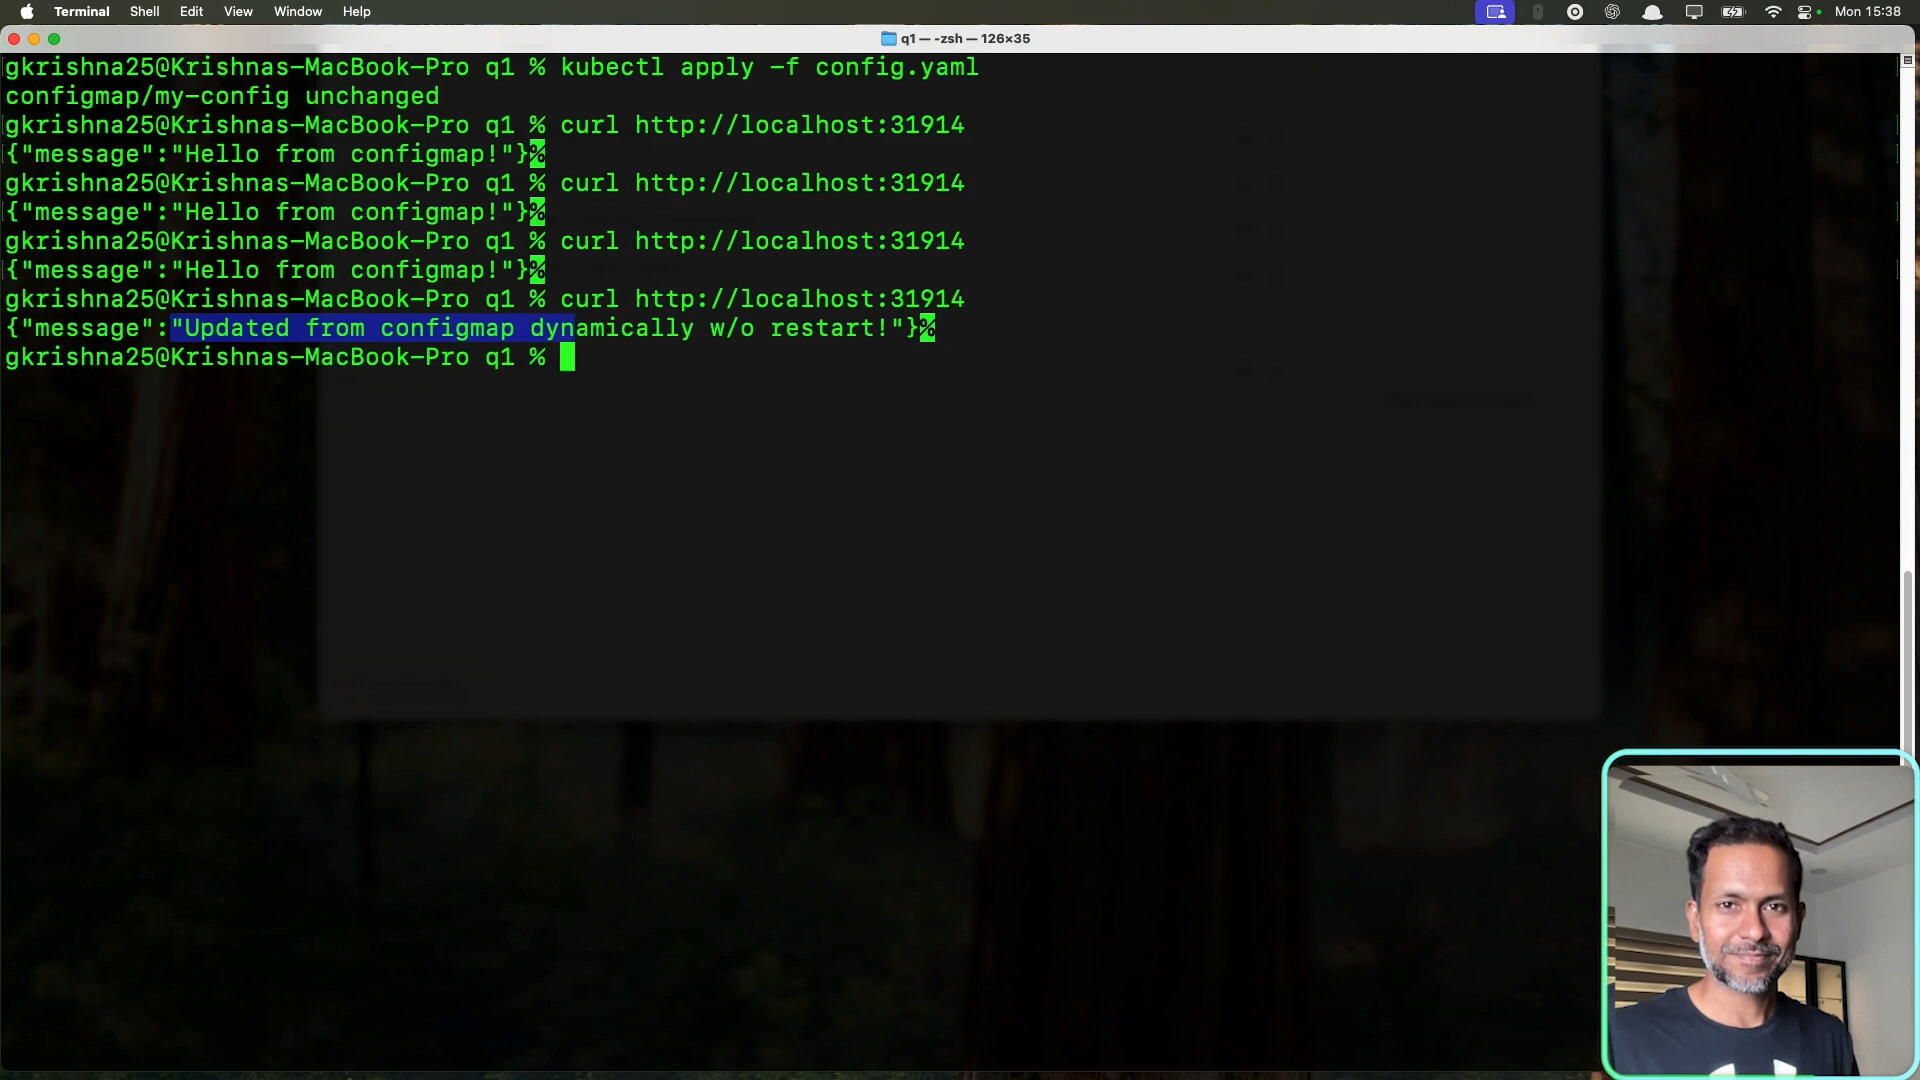 Terminal Shell Edit View Window Help Mon 15:38
q1 — -zsh — 126×35
gkrishna25@Krishnas-MacBook-Pro q1 % kubectl apply -f config.yaml
configmap/my-config unchanged
gkrishna25@Krishnas-MacBook-Pro q1 % curl http://localhost:31914
{"message":"Hello from configmap!"}%
gkrishna25@Krishnas-MacBook-Pro q1 % curl http://localhost:31914
{"message":"Hello from configmap!"}%
gkrishna25@Krishnas-MacBook-Pro q1 % curl http://localhost:31914
{"message":"Hello from configmap!"}%
gkrishna25@Krishnas-MacBook-Pro q1 % curl http://localhost:31914
{"message":"Updated from configmap dynamically w/o restart!"}%
gkrishna25@Krishnas-MacBook-Pro q1 %